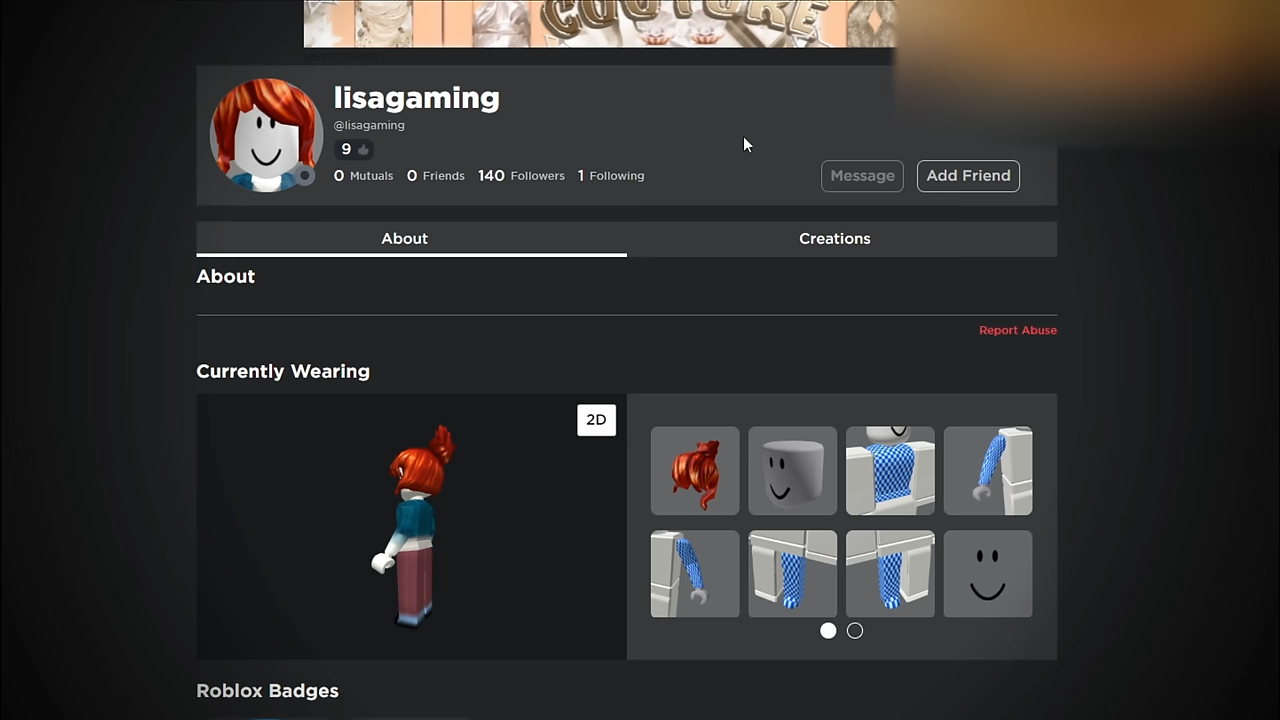 COUTURE
lisagaming
@lisagaming
9
0 Mutuals 0 Friends 140 Followers 1 Following
Message Add Friend
About Creations
About
Report Abuse
Currently Wearing
2D
Roblox Badges